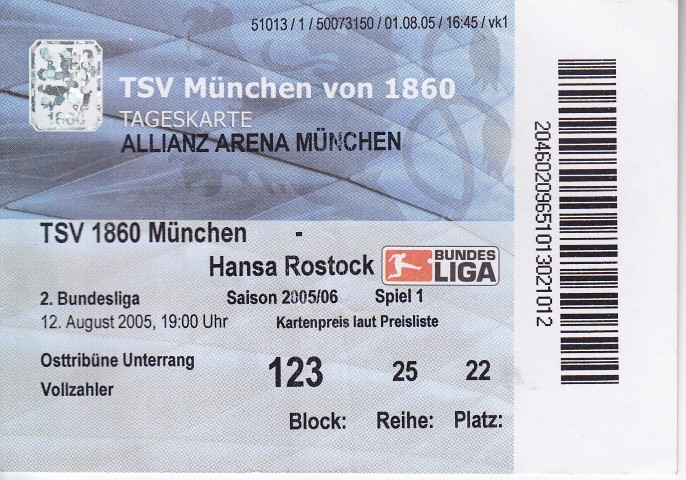 51013 / 1 / 50073150 / 01.08.05 / 16:45 / vk1
1860
TSV München von 1860
TAGESKARTE
ALLIANZ ARENA MÜNCHEN
TSV 1860 München -
Hansa Rostock
BUNDES
LIGA
2. Bundesliga Saison 2005/06 Spiel 1
12. August 2005, 19:00 Uhr Kartenpreis laut Preisliste
Osttribüne Unterrang
Vollzahler
123 25 22
Block: Reihe: Platz:
20460209651013021012